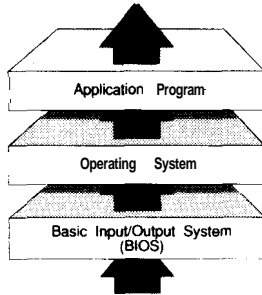 Application Program
Operating System
Basic Input/Output System
(BIOS)